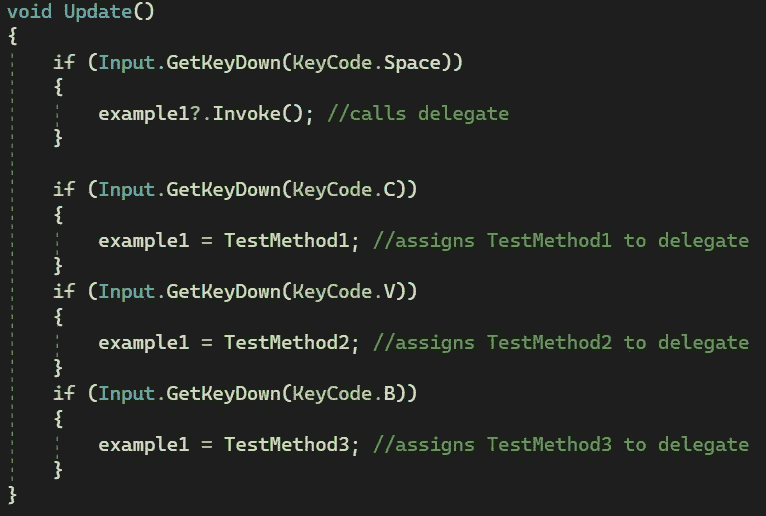 void Update()
{
    if (Input.GetKeyDown(KeyCode.Space))
    {
        example1?.Invoke(); //calls delegate
    }

    if (Input.GetKeyDown(KeyCode.C))
    {
        example1 = TestMethod1; //assigns TestMethod1 to delegate
    }
    if (Input.GetKeyDown(KeyCode.V))
    {
        example1 = TestMethod2; //assigns TestMethod2 to delegate
    }
    if (Input.GetKeyDown(KeyCode.B))
    {
        example1 = TestMethod3; //assigns TestMethod3 to delegate
    }
}